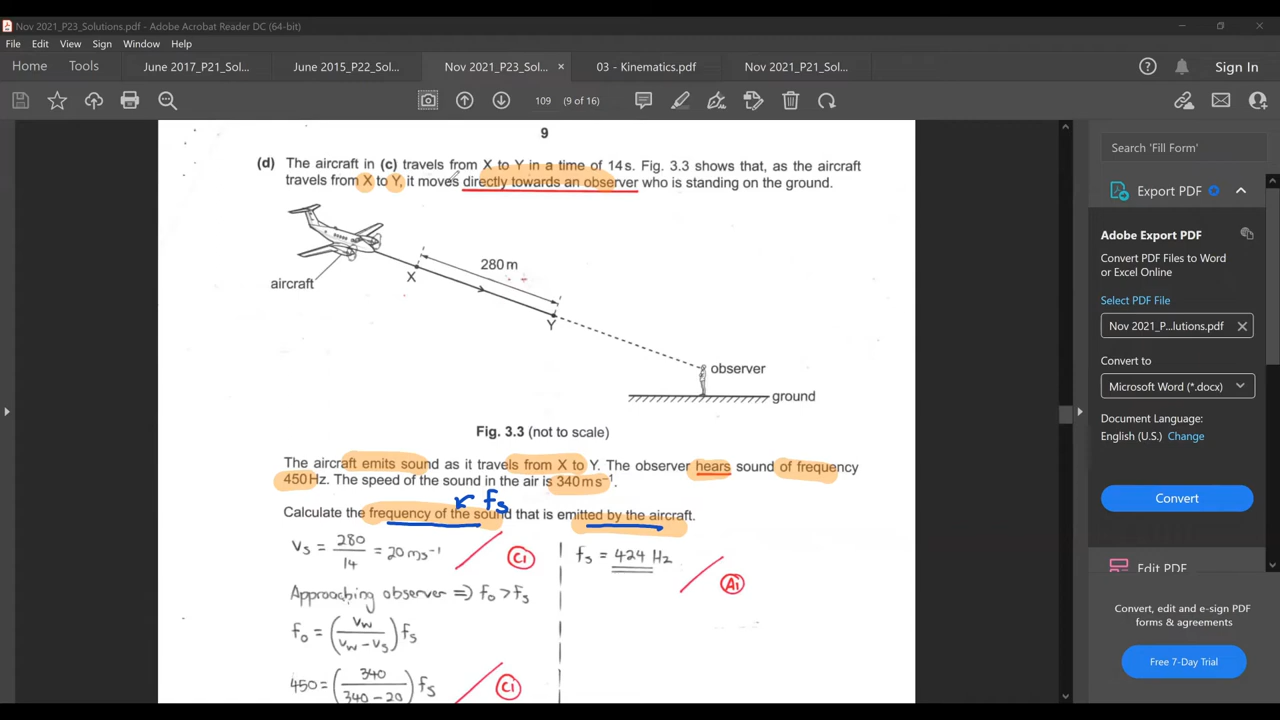 Nov 2021_P23_Solutions.pdf - Adobe Acrobat Reader DC (64-bit)
File Edit View Sign Window Help
Home Tools June 2017_P21_Sol... June 2015_P22_Sol... Nov 2021_P23_So... × 03 - Kinematics.pdf Nov 2021_P21_Sol... Sign In
109 (9 of 16)
9
(d) The aircraft in (c) travels from X to Y in a time of 14 s. Fig. 3.3 shows that, as the aircraft
travels from X to Y, it moves directly towards an observer who is standing on the ground.
280 m
X
aircraft
Y
observer
ground
Fig. 3.3 (not to scale)
The aircraft emits sound as it travels from X to Y. The observer hears sound of frequency
450 Hz. The speed of the sound in the air is 340 m s⁻¹.
fs
Calculate the frequency of the sound that is emitted by the aircraft.
Vs = 280/14 = 20 ms⁻¹ C1
Approaching observer => fo > fs
fo = (Vw / (Vw - Vs)) fs
450 = (340 / (340 - 20)) fs C1
fs = 424 Hz
A1
Search 'Form'
Export PDF
Adobe Export PDF
Convert PDF Files to Word
or Excel Online
Select PDF File
Nov 2021_P...lutions.pdf
Convert to
Microsoft Word (*.docx)
Document Language:
English (U.S.) Change
Convert
Edit PDF
Convert, edit and e-sign PDF
forms & agreements
Free 7-Day Trial